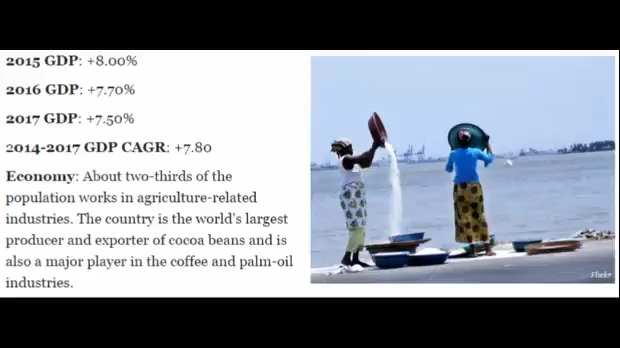 2015 GDP: +8.00%
2016 GDP: +7.70%
2017 GDP: +7.50%
2014-2017 GDP CAGR: +7.80
Economy: About two-thirds of the
population works in agriculture-related
industries. The country is the world's largest
producer and exporter of cocoa beans and is
also a major player in the coffee and palm-oil
industries.
Flickr